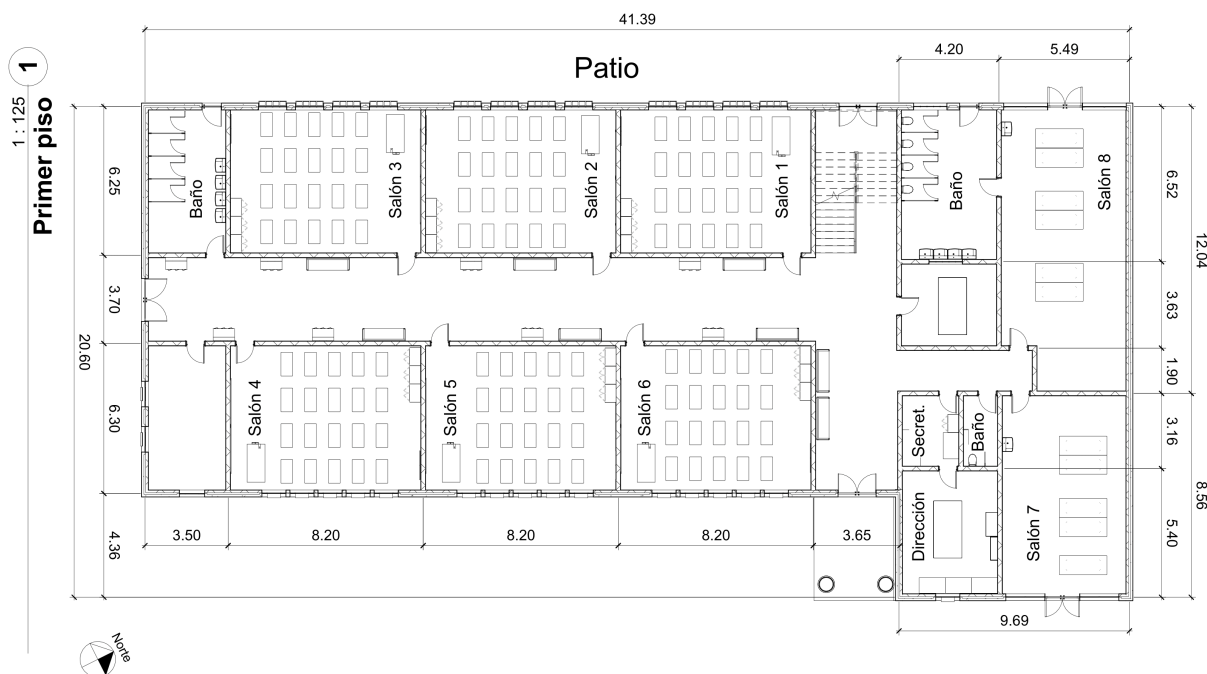 1
Primer piso
1 : 125
41.39
Patio
4.20
5.49
6.25
3.70
20.60
6.30
4.36
Baño
Salón 3
Salón 2
Salón 1
Baño
Salón 8
6.52
12.04
3.63
1.90
3.16
8.56
5.40
Salón 4
Salón 5
Salón 6
Secret.
Baño
Dirección
Salón 7
3.50
8.20
8.20
8.20
3.65
9.69
Norte